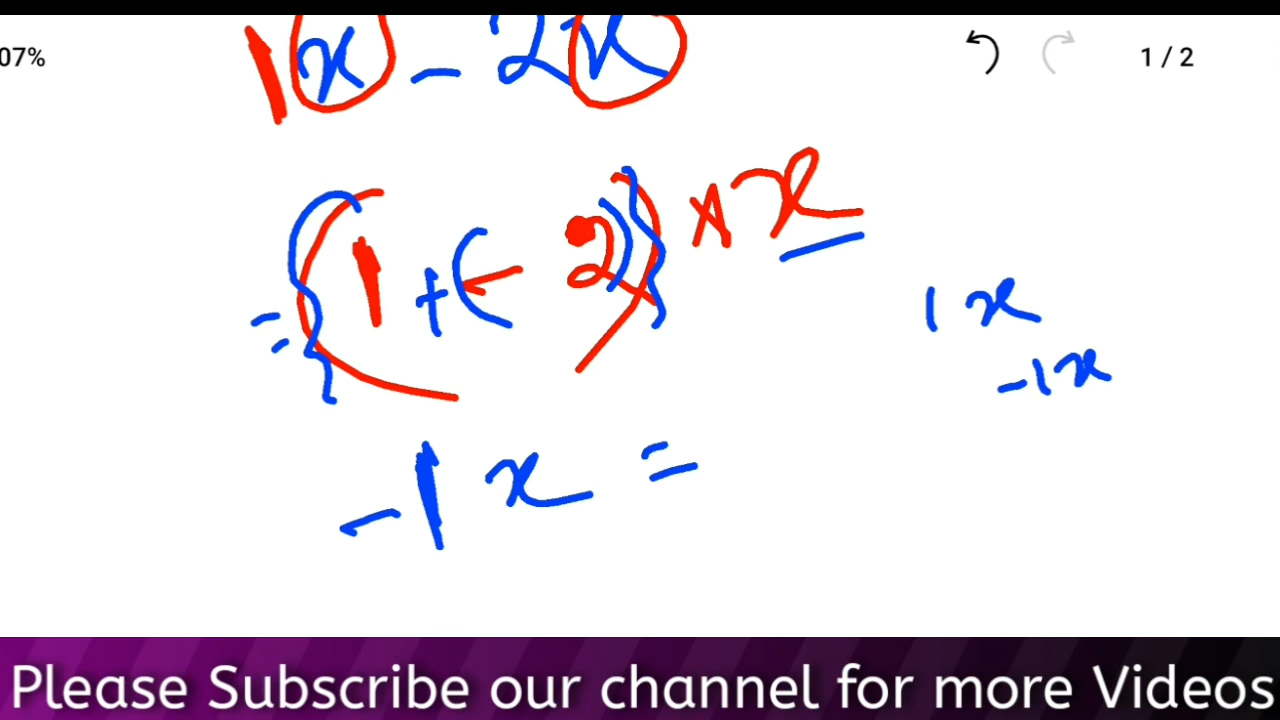 07%
1 / 2
1x - 2x
= {(1 + (- 2))} × x
1x
-1x
-1x =
Please Subscribe our channel for more Videos